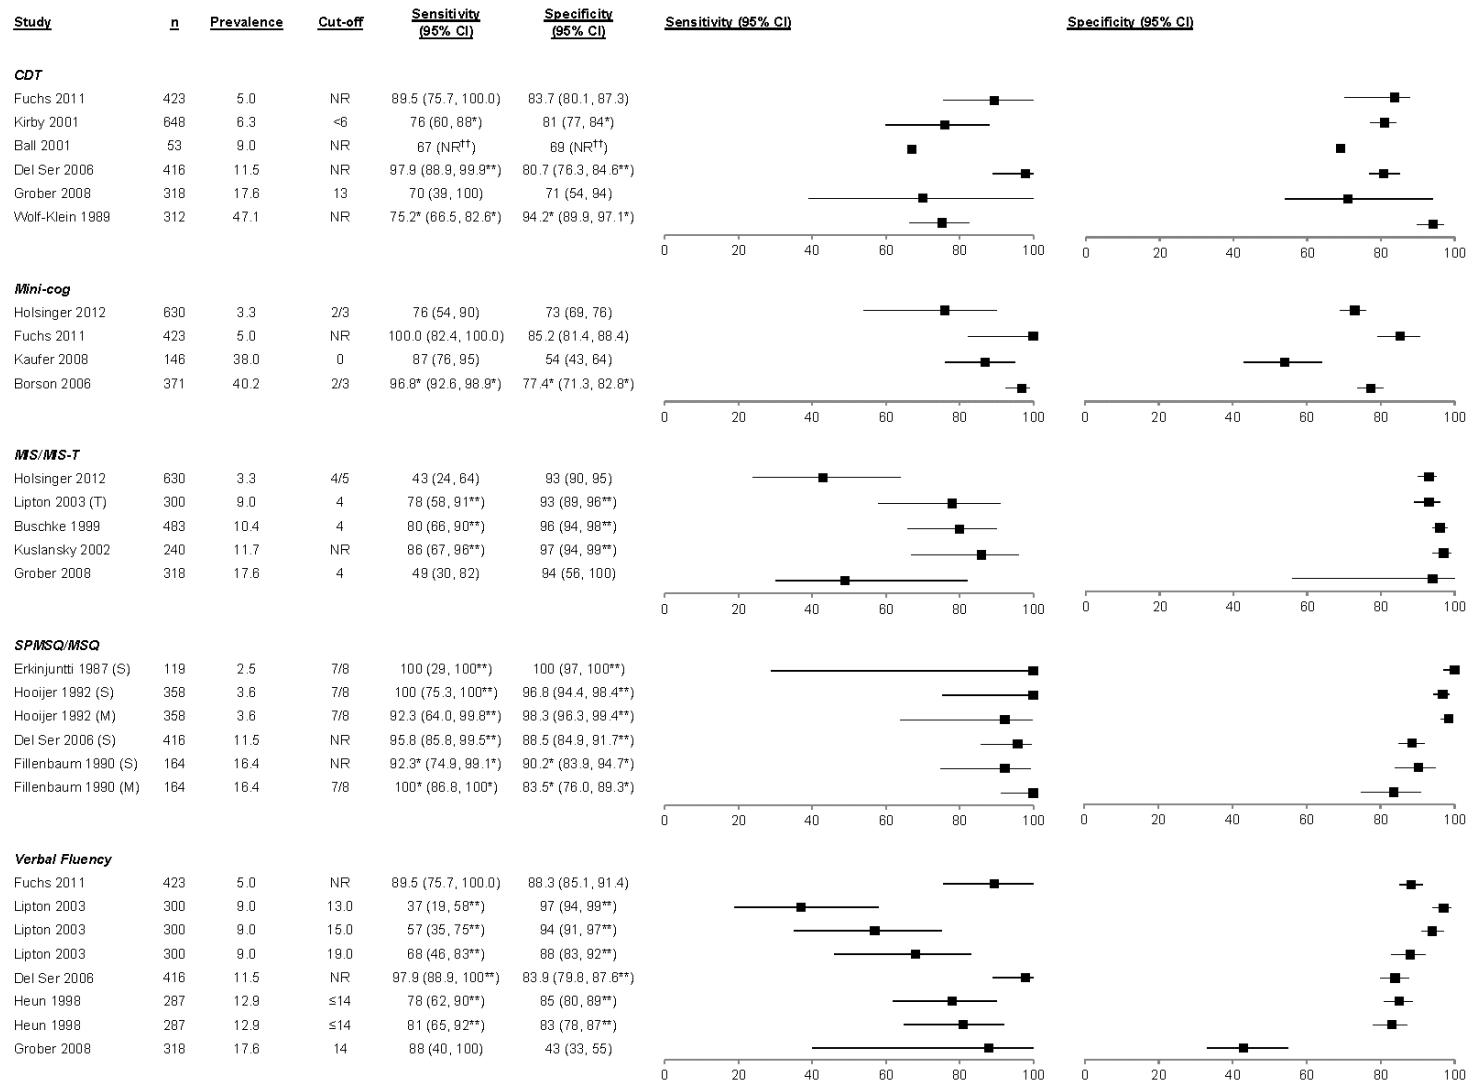 Study n Prevalence Cut-off Sensitivity (95% CI) Specificity (95% CI) Sensitivity (95% CI) Specificity (95% CI)
CDT
Fuchs 2011 423 5.0 NR 89.5 (75.7, 100.0) 83.7 (80.1, 87.3)
Kirby 2001 648 6.3 <6 76 (60, 88*) 81 (77, 84*)
Ball 2001 53 9.0 NR 67 (NR††) 69 (NR††)
Del Ser 2006 416 11.5 NR 97.9 (88.9, 99.9**) 80.7 (76.3, 84.6**)
Grober 2008 318 17.6 13 70 (39, 100) 71 (54, 94)
Wolf-Klein 1989 312 47.1 NR 75.2* (66.5, 82.6*) 94.2* (89.9, 97.1*)
0 20 40 60 80 100 0 20 40 60 80 100
Mini-cog
Holsinger 2012 630 3.3 2/3 76 (54, 90) 73 (69, 76)
Fuchs 2011 423 5.0 NR 100.0 (82.4, 100.0) 85.2 (81.4, 88.4)
Kaufer 2008 146 38.0 0 87 (76, 95) 54 (43, 64)
Borson 2006 371 40.2 2/3 96.8* (92.6, 98.9*) 77.4* (71.3, 82.8*)
0 20 40 60 80 100 0 20 40 60 80 100
MIS/MIS-T
Holsinger 2012 630 3.3 4/5 43 (24, 64) 93 (90, 95)
Lipton 2003 (T) 300 9.0 4 78 (58, 91**) 93 (89, 96**)
Buschke 1999 483 10.4 4 80 (66, 90**) 96 (94, 98**)
Kuslansky 2002 240 11.7 NR 86 (67, 96**) 97 (94, 99**)
Grober 2008 318 17.6 4 49 (30, 82) 94 (56, 100)
0 20 40 60 80 100 0 20 40 60 80 100
SPMSQ/MSQ
Erkinjuntti 1987 (S) 119 2.5 7/8 100 (29, 100**) 100 (97, 100**)
Hooijer 1992 (S) 358 3.6 7/8 100 (75.3, 100**) 96.8 (94.4, 98.4**)
Hooijer 1992 (M) 358 3.6 7/8 92.3 (64.0, 99.8**) 98.3 (96.3, 99.4**)
Del Ser 2006 (S) 416 11.5 NR 95.8 (85.8, 99.5**) 88.5 (84.9, 91.7**)
Fillenbaum 1990 (S) 164 16.4 NR 92.3* (74.9, 99.1*) 90.2* (83.9, 94.7*)
Fillenbaum 1990 (M) 164 16.4 7/8 100* (86.8, 100*) 83.5* (76.0, 89.3*)
0 20 40 60 80 100 0 20 40 60 80 100
Verbal Fluency
Fuchs 2011 423 5.0 NR 89.5 (75.7, 100.0) 88.3 (85.1, 91.4)
Lipton 2003 300 9.0 13.0 37 (19, 58**) 97 (94, 99**)
Lipton 2003 300 9.0 15.0 57 (35, 75**) 94 (91, 97**)
Lipton 2003 300 9.0 19.0 68 (46, 83**) 88 (83, 92**)
Del Ser 2006 416 11.5 NR 97.9 (88.9, 100**) 83.9 (79.8, 87.6**)
Heun 1998 287 12.9 ≤14 78 (62, 90**) 85 (80, 89**)
Heun 1998 287 12.9 ≤14 81 (65, 92**) 83 (78, 87**)
Grober 2008 318 17.6 14 88 (40, 100) 43 (33, 55)
0 20 40 60 80 100 0 20 40 60 80 100